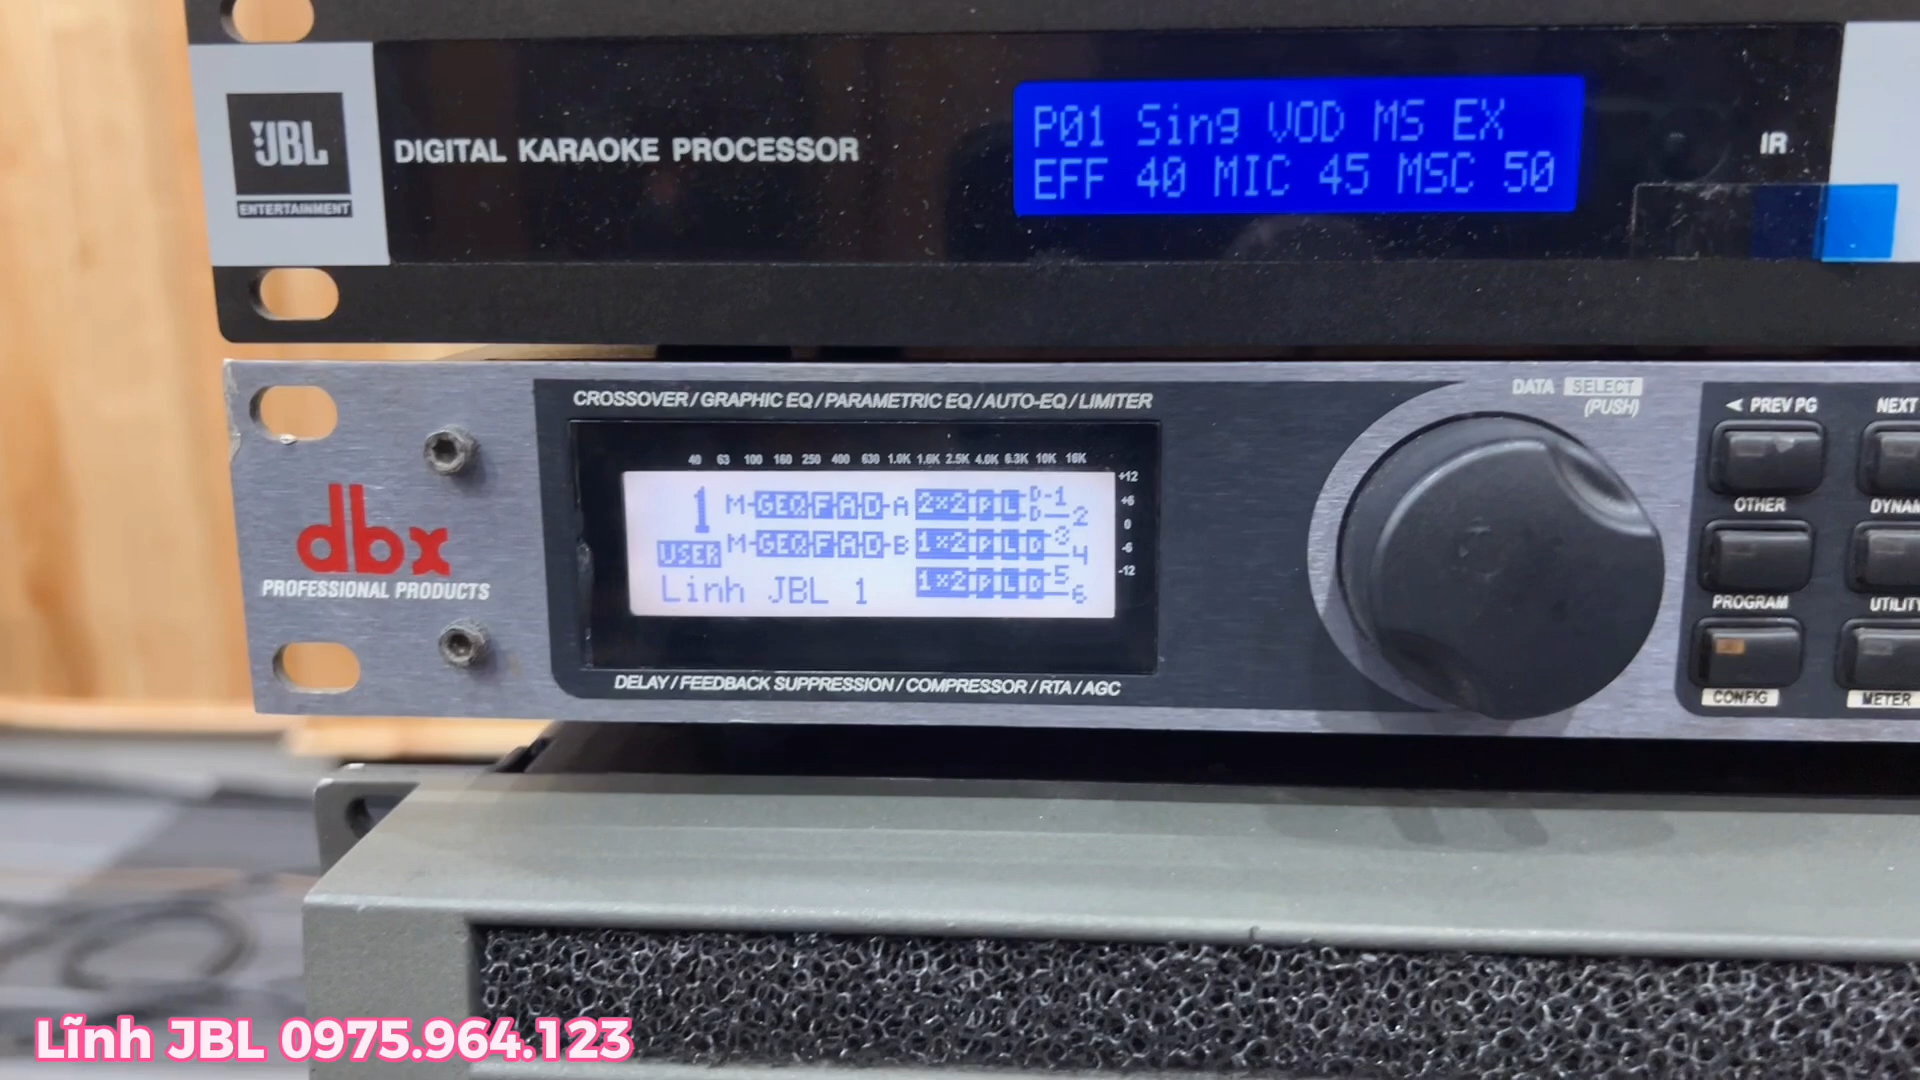 JBL
ENTERTAINMENT
DIGITAL KARAOKE PROCESSOR
P01 Sing VOD MS EX
EFF 40 MIC 45 MSC 50
IR
CROSSOVER / GRAPHIC EQ / PARAMETRIC EQ / AUTO-EQ / LIMITER
40 63 100 160 250 400 630 1.0K 1.6K 2.5K 4.0K 6.3K 10K 16K
+12
+6
0
-6
-12
1
USER
Linh JBL 1
M-GEQ-F-A-D-A
M-GEQ-F-A-D-B
2x2 P L D-1
D-2
1x2 P L D-3
4
1x2 P L D-5
6
dbx
PROFESSIONAL PRODUCTS
DELAY / FEEDBACK SUPPRESSION / COMPRESSOR / RTA / AGC
DATA SELECT
(PUSH)
◄ PREV PG
NEXT
OTHER
DYNAM
PROGRAM
UTILITY
CONFIG
METER
Lĩnh JBL 0975.964.123